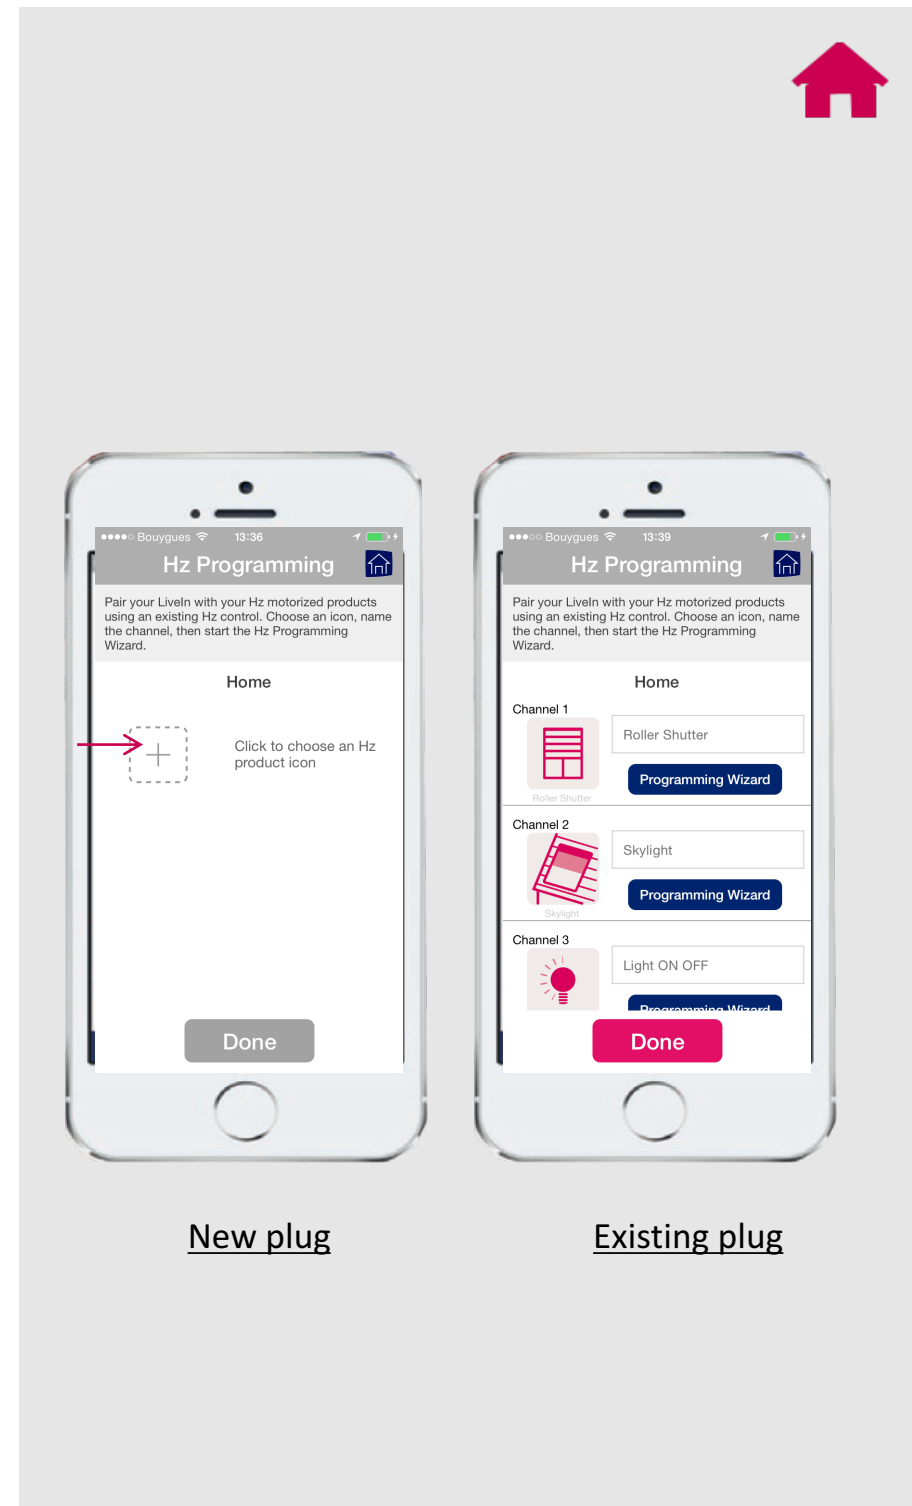 Bouygues 13:36
Hz Programming
Pair your LiveIn with your Hz motorized products
using an existing Hz control. Choose an icon, name
the channel, then start the Hz Programming
Wizard.
Home
Click to choose an Hz
product icon
Done
New plug
Bouygues 13:39
Hz Programming
Pair your LiveIn with your Hz motorized products
using an existing Hz control. Choose an icon, name
the channel, then start the Hz Programming
Wizard.
Home
Channel 1
Roller Shutter
Programming Wizard
Roller Shutter
Channel 2
Skylight
Programming Wizard
Skylight
Channel 3
Light ON OFF
Programming Wizard
Done
Existing plug